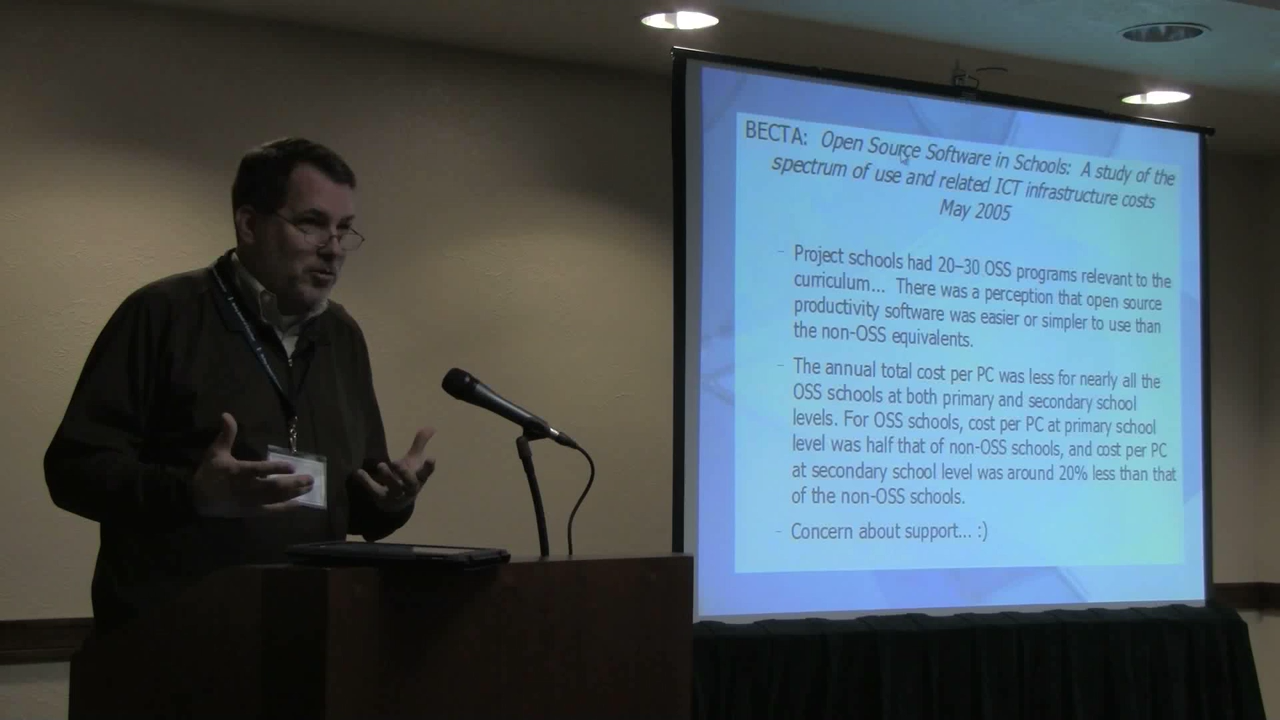 BECTA: Open Source Software in Schools: A study of the
spectrum of use and related ICT infrastructure costs
May 2005
– Project schools had 20–30 OSS programs relevant to the
curriculum... There was a perception that open source
productivity software was easier or simpler to use than
the non-OSS equivalents.
– The annual total cost per PC was less for nearly all the
OSS schools at both primary and secondary school
levels. For OSS schools, cost per PC at primary school
level was half that of non-OSS schools, and cost per PC
at secondary school level was around 20% less than that
of the non-OSS schools.
– Concern about support... :)